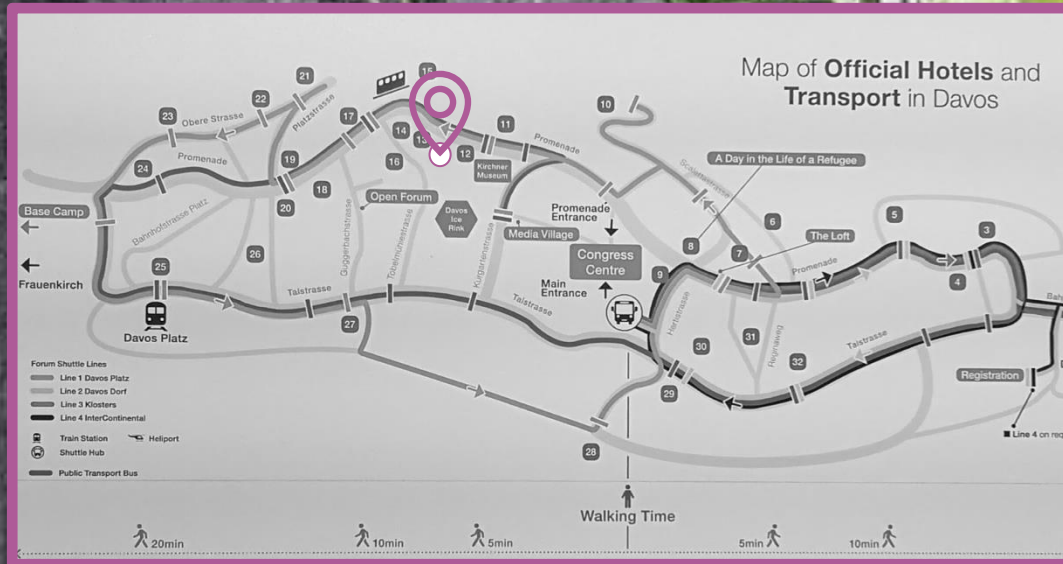 Map of Official Hotels and
Transport in Davos
21
22
23
15
10
17
14
13
11
12
Obere Strasse
Platzstrasse
Promenade
Promenade
24
19
18
16
20
Kirchner
Museum
A Day in the Life of a Refugee
Open Forum
Davos
Ice
Rink
Promenade
Entrance
6
5
3
Base Camp
Bahnhofstrasse Platz
Guggerbachstrasse
Tobelmühlestrasse
Kurgartenstrasse
Media Village
8
7
The Loft
Congress
Centre
Promenade
4
Frauenkirch
25
26
Main
Entrance
9
Talstrasse
Talstrasse
Hertistrasse
Reginaweg
Talstrasse
Davos Platz
27
30
31
32
29
Registration
Forum Shuttle Lines
Line 1 Davos Platz
Line 2 Davos Dorf
Line 3 Klosters
Line 4 InterContinental
Train Station
Heliport
Shuttle Hub
Public Transport Bus
28
Line 4 on req
Walking Time
20min
10min
5min
5min
10min